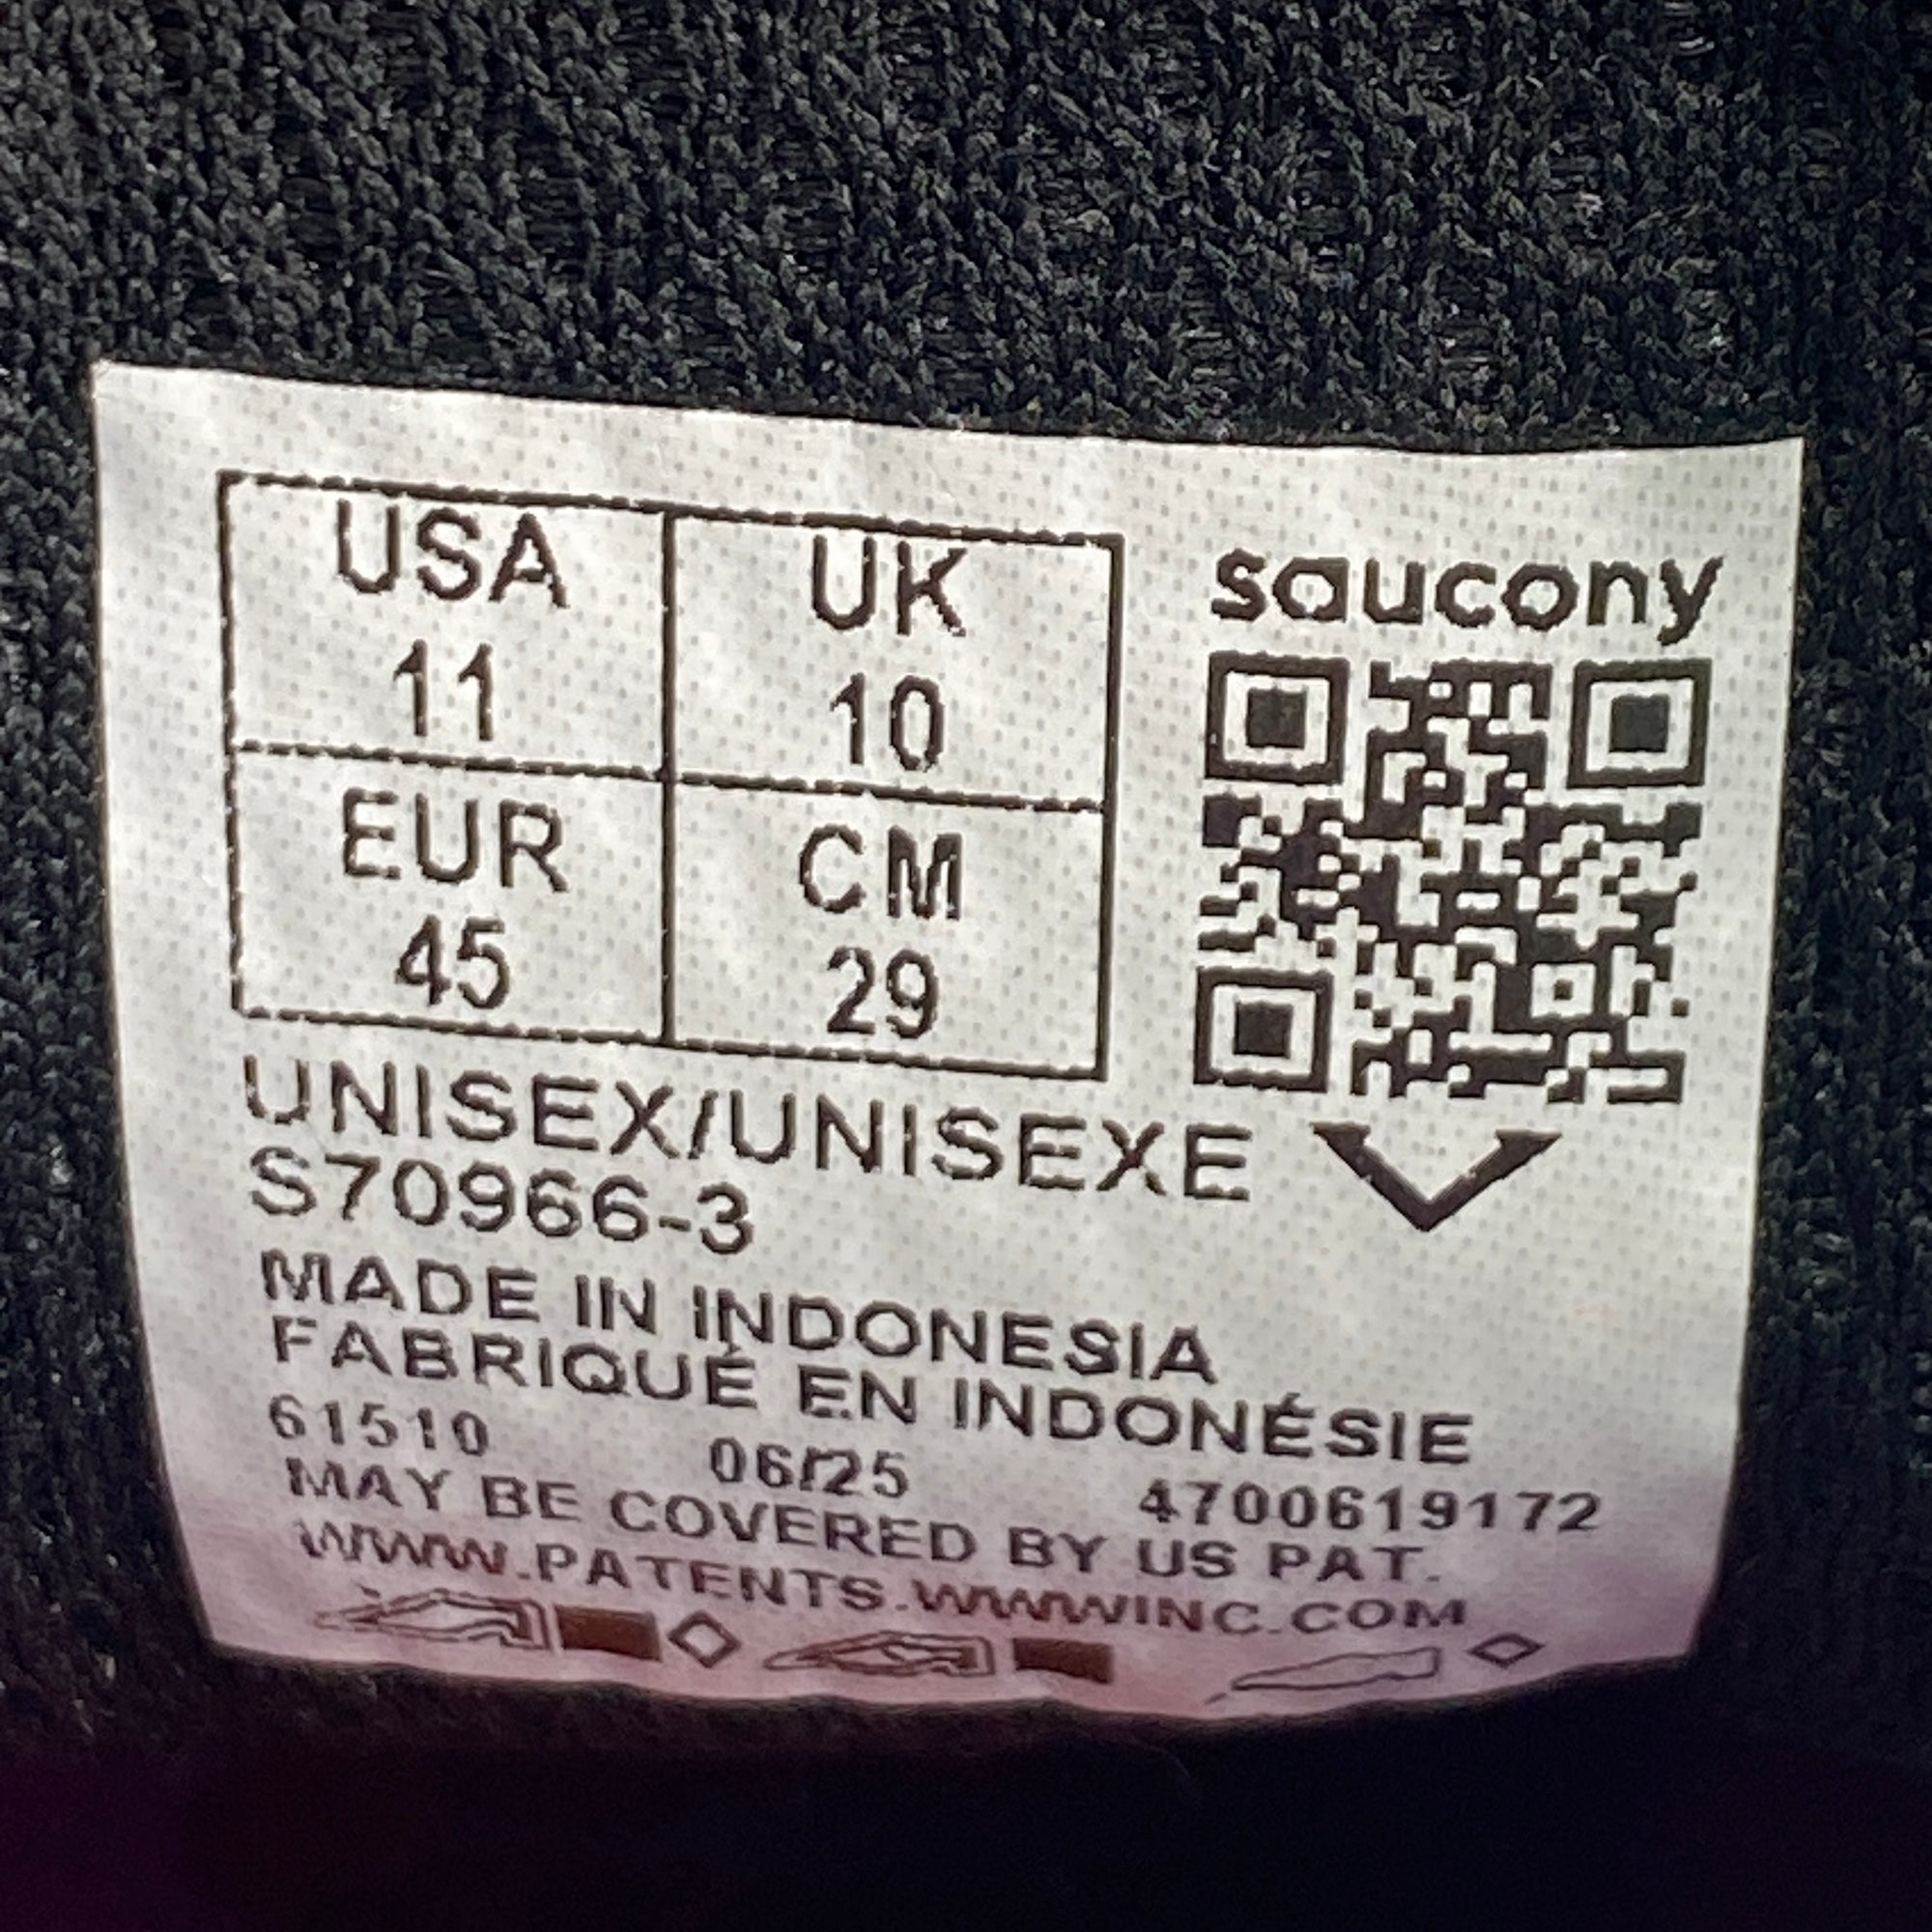 USA UK
11 10
EUR CM
45 29
saucony
UNISEX/UNISEXE
S70966-3
MADE IN INDONESIA
FABRIQUÉ EN INDONÉSIE
61510 06/25 4700619172
MAY BE COVERED BY US PAT.
WWW.PATENTS.WWWINC.COM